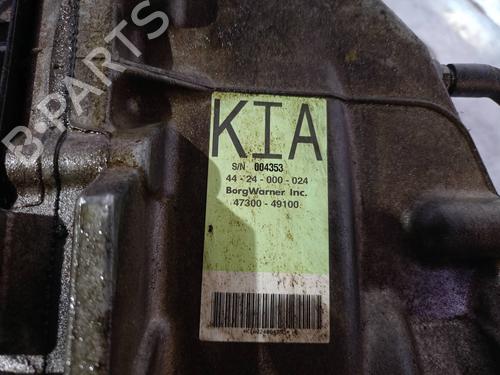 B-PARTS
KIA
S/N 004353
44 - 24 - 000 - 024
BorgWarner Inc.
47300 - 49100